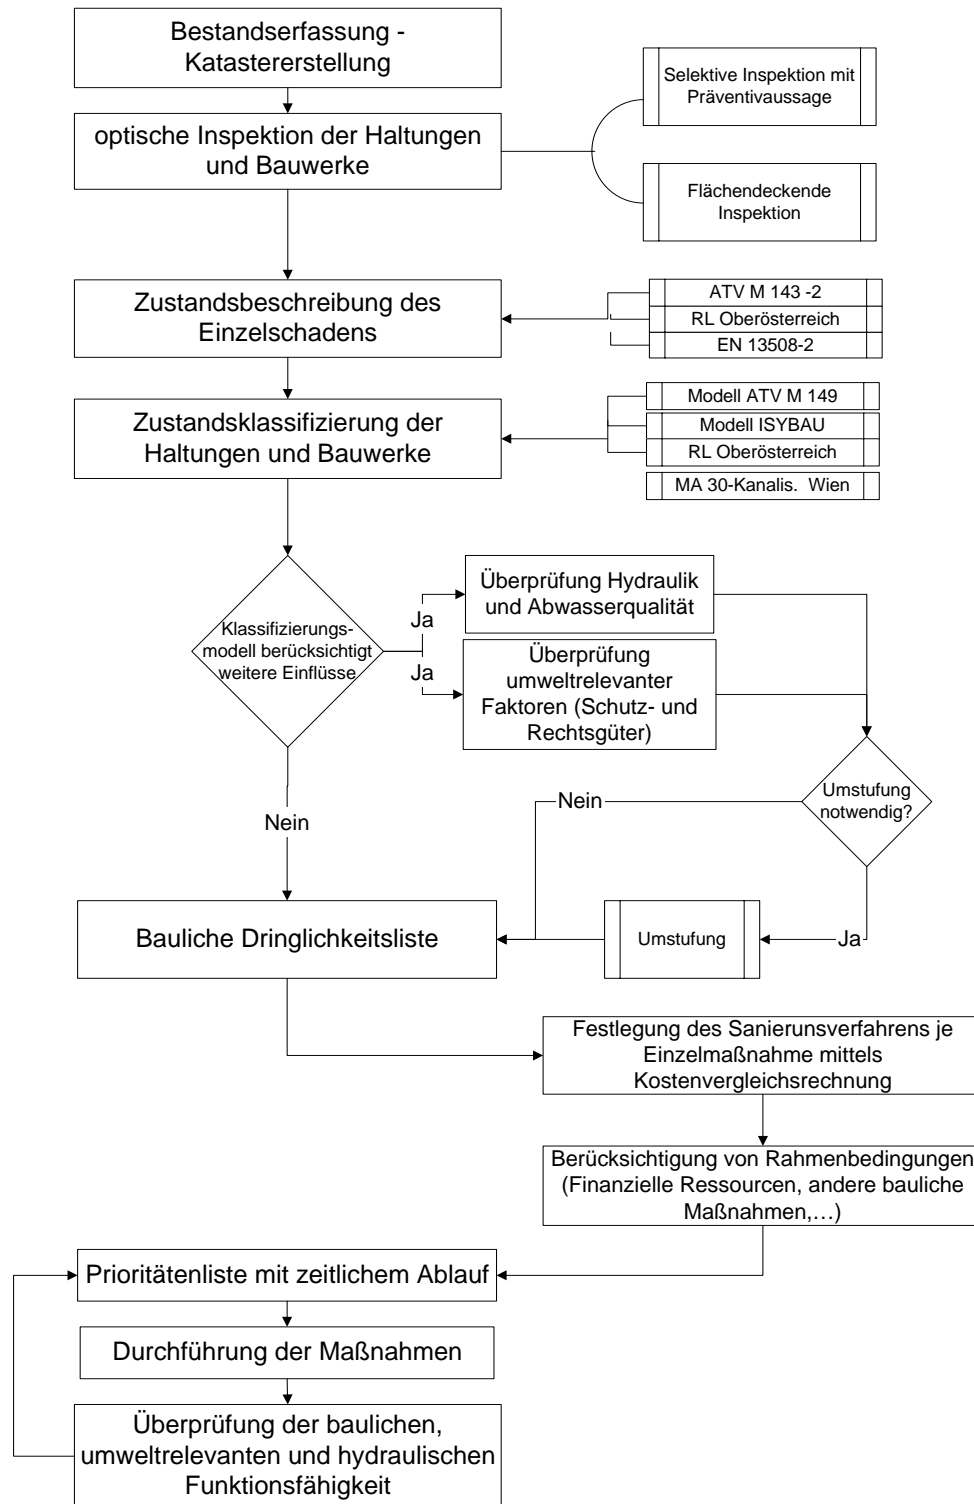 Bestandserfassung -
Katastererstellung
Selektive Inspektion mit
Präventivaussage
optische Inspektion der Haltungen
und Bauwerke
Flächendeckende
Inspektion
Zustandsbeschreibung des
Einzelschadens
ATV M 143 -2
RL Oberösterreich
EN 13508-2
Zustandsklassifizierung der
Haltungen und Bauwerke
Modell ATV M 149
Modell ISYBAU
RL Oberösterreich
MA 30-Kanalis. Wien
Klassifizierungs-
modell berücksichtigt
weitere Einflüsse
Ja
Überprüfung Hydraulik
und Abwasserqualität
Ja
Überprüfung
umweltrelevanter
Faktoren (Schutz- und
Rechtsgüter)
Nein
Umstufung
notwendig?
Nein
Ja
Umstufung
Bauliche Dringlichkeitsliste
Festlegung des Sanierunsverfahrens je
Einzelmaßnahme mittels
Kostenvergleichsrechnung
Berücksichtigung von Rahmenbedingungen
(Finanzielle Ressourcen, andere bauliche
Maßnahmen,…)
Prioritätenliste mit zeitlichem Ablauf
Durchführung der Maßnahmen
Überprüfung der baulichen,
umweltrelevanten und hydraulischen
Funktionsfähigkeit